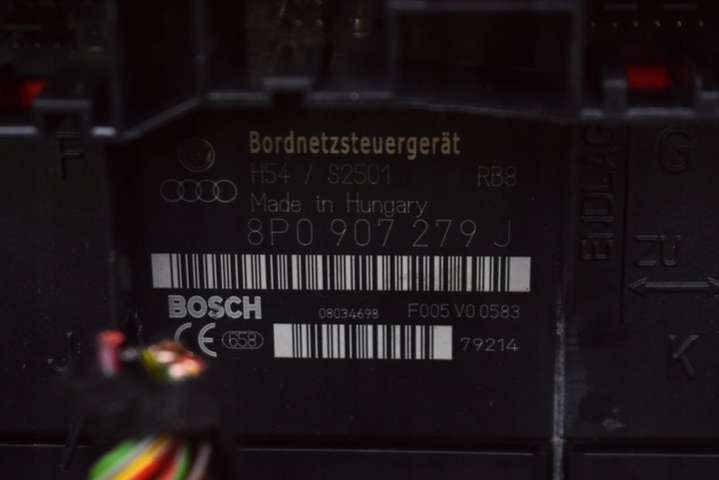 Bordnetzsteuergerät
H54 / S2501 RB8
Made in Hungary
8P0 907 279 J
BOSCH 08034698 F005 V0 0583
CE 658 79214
F
G
ZU
K
J